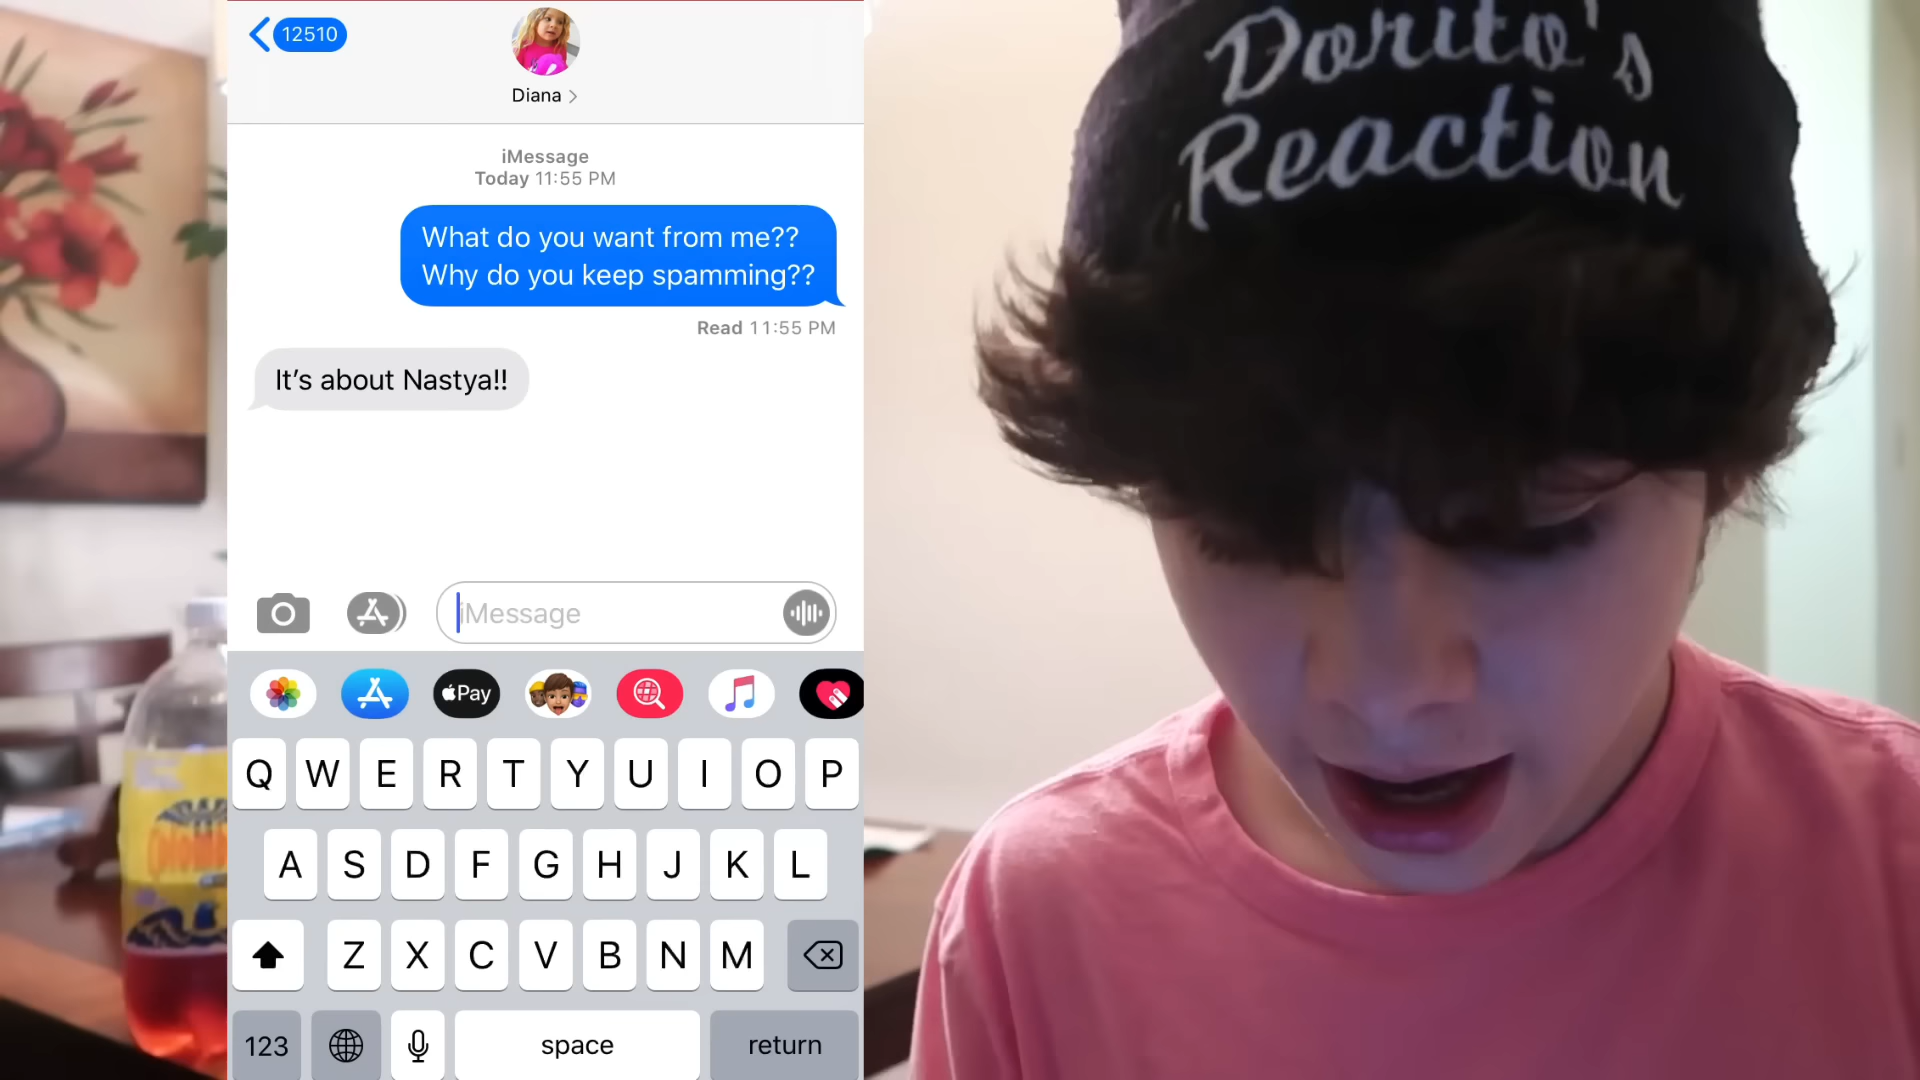 12510
Diana
iMessage
Today 11:55 PM
What do you want from me??
Why do you keep spamming??
Read 11:55 PM
It's about Nastya!!
iMessage
Pay
Q W E R T Y U I O P
A S D F G H J K L
Z X C V B N M
123
space
return
Dorito's
Reaction